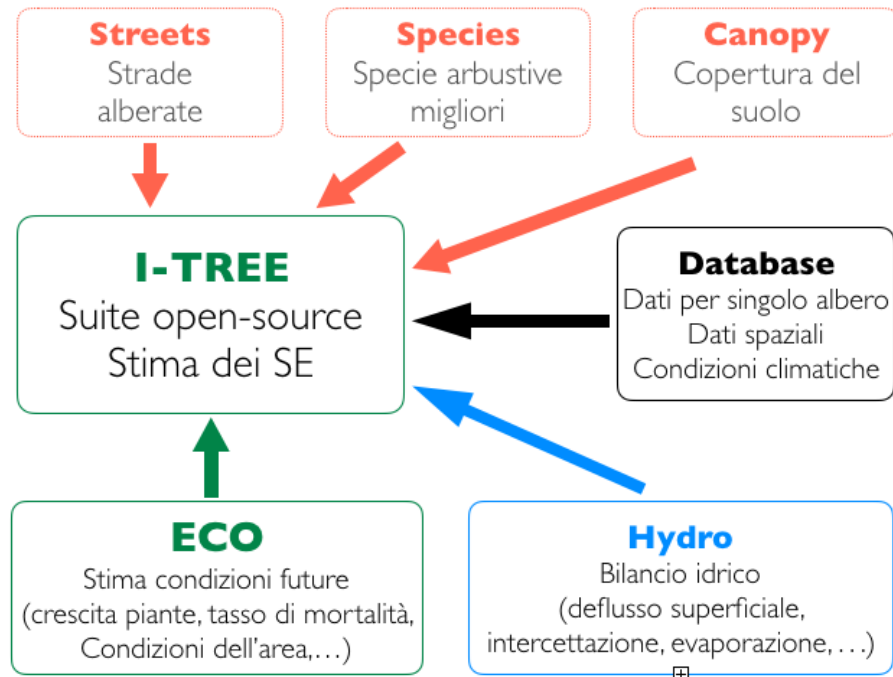 Streets
Strade
alberate
Species
Specie arbustive
migliori
Canopy
Copertura del
suolo
I-TREE
Suite open-source
Stima dei SE
Database
Dati per singolo albero
Dati spaziali
Condizioni climatiche
ECO
Stima condizioni future
(crescita piante, tasso di mortalità,
Condizioni dell'area,…)
Hydro
Bilancio idrico
(deflusso superficiale,
intercettazione, evaporazione, …)